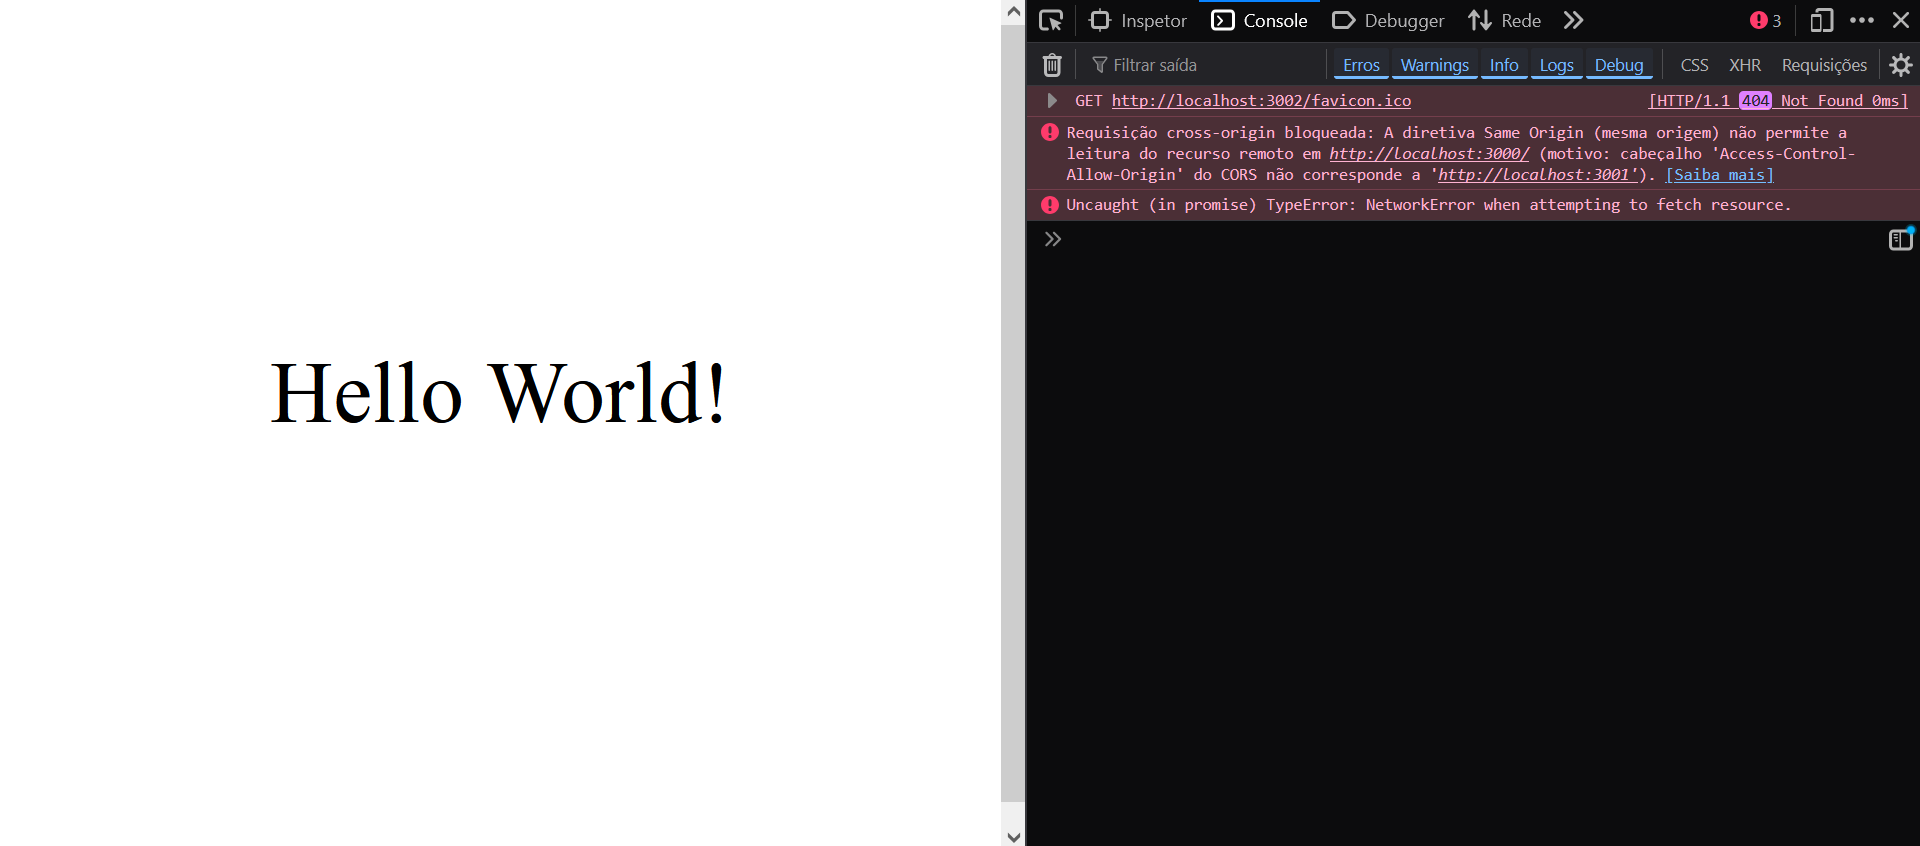 Hello World!
Inspetor Console Debugger Rede 3
Filtrar saída Erros Warnings Info Logs Debug CSS XHR Requisições
GET http://localhost:3002/favicon.ico [HTTP/1.1 404 Not Found 0ms]
Requisição cross-origin bloqueada: A diretiva Same Origin (mesma origem) não permite a
leitura do recurso remoto em http://localhost:3000/ (motivo: cabeçalho 'Access-Control-
Allow-Origin' do CORS não corresponde a 'http://localhost:3001'). [Saiba mais]
Uncaught (in promise) TypeError: NetworkError when attempting to fetch resource.